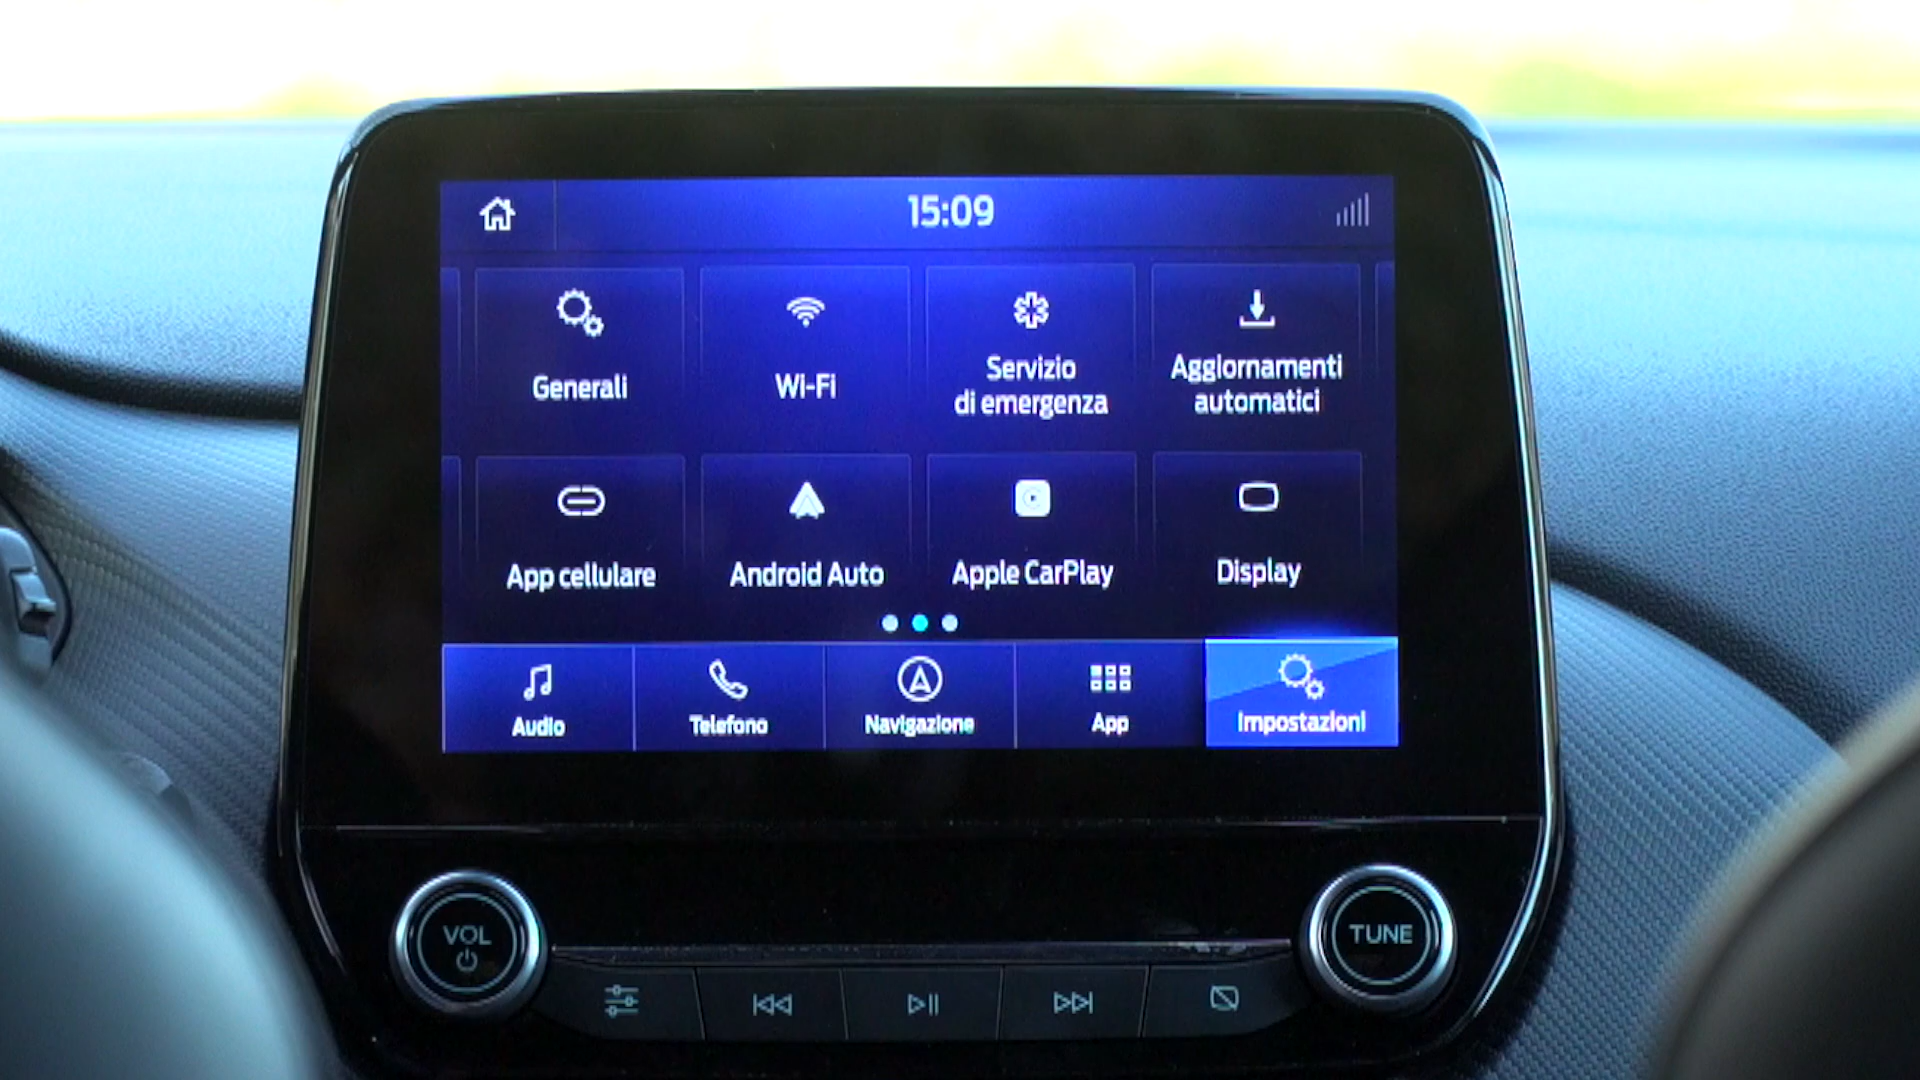 15:09
Generali
Wi-Fi
Servizio
di emergenza
Aggiornamenti
automatici
App cellulare
Android Auto
Apple CarPlay
Display
Audio
Telefono
Navigazione
App
Impostazioni
VOL
TUNE